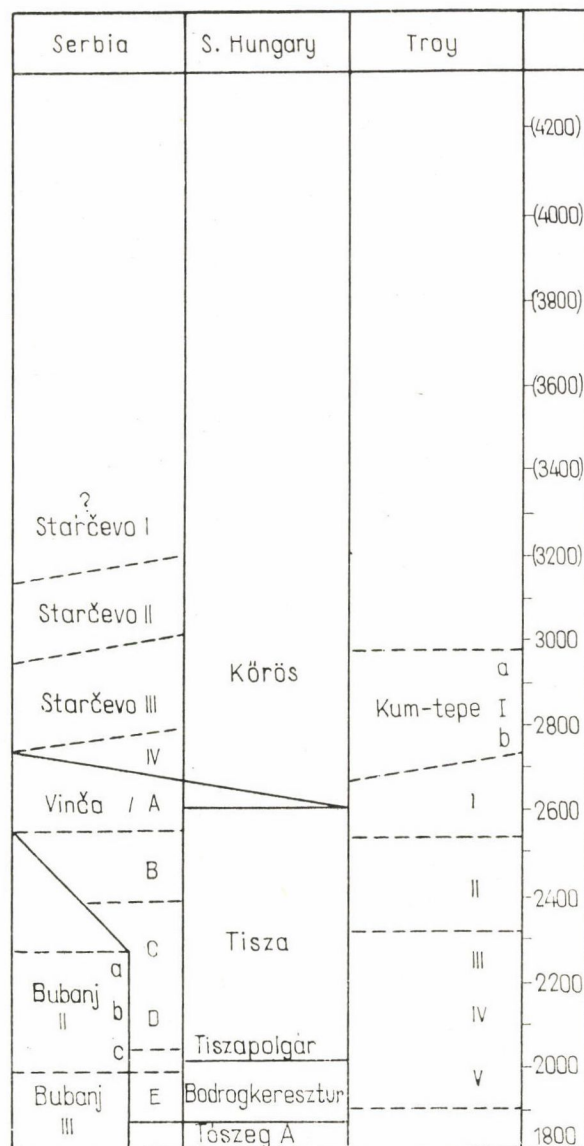 Serbia S. Hungary Troy
(4200)
(4000)
(3800)
(3600)
(3400)
?
Starčevo I
(3200)
Starčevo II
3000
a
Kőrös
Starčevo III
Kum-tepe I
2800
b
IV
Vinča / A
I
2600
B
II
2400
C
Tisza
III
a
2200
Bubanj
II
b
D
IV
c
Tiszapolgár
2000
Bubanj
III
E
Bodrogkeresztur
V
Tószeg A
1800